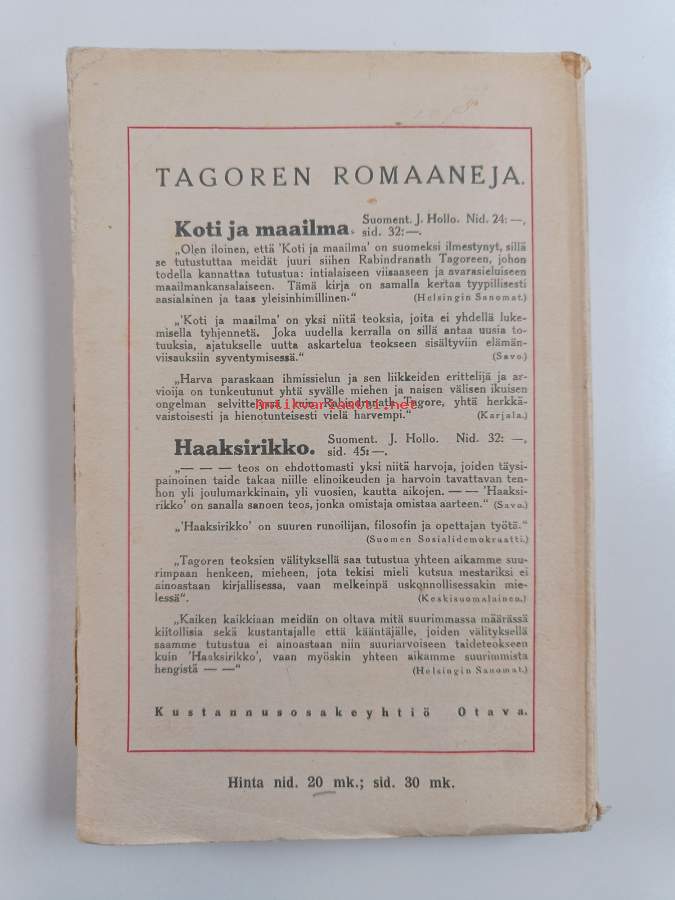 TAGOREN ROMAANEJA.
Koti ja maailma. Suoment. J. Hollo. Nid. 24: —,
sid. 32: —.
„Olen iloinen, että 'Koti ja maailma' on suomeksi ilmestynyt, sillä
se tutustuttaa meidät juuri siihen Rabindranath Tagoreen, johon
todella kannattaa tutustua: intialaiseen viisaaseen ja avarasieluiseen
maailmankansalaiseen. Tämä kirja on samalla kertaa tyypillisesti
aasialainen ja taas yleisinhimillinen.“ (Helsingin Sanomat.)
„'Koti ja maailma' on yksi niitä teoksia, joita ei yhdellä luke-
misella tyhjennetä. Joka uudella kerralla on sillä antaa uusia to-
tuuksia, ajatukselle uutta askartelua teokseen sisältyviin elämän-
viisauksiin syventymisessä.“ (Savo.)
„Harva paraskaan ihmissielun ja sen liikkeiden erittelijä ja ar-
vioija on tunkeutunut yhtä syvälle miehen ja naisen välisen ikuisen
ongelman selvittelyssä kuin Rabindranath Tagore, yhtä herkkä-
vaistoisesti ja hienotunteisesti vielä harvempi.“ (Karjala.)
Antikvariaatti.net
Haaksirikko. Suoment. J. Hollo. Nid. 32: —,
sid. 45: —.
„— — — teos on ehdottomasti yksi niitä harvoja, joiden täysi-
painoinen taide takaa niille elinoikeuden ja harvoin tavattavan ten-
hon yli joulumarkkinain, yli vuosien, kautta aikojen. — — 'Haaksi-
rikko' on sanalla sanoen teos, jonka omistaja omistaa aarteen.“ (Savo.)
„'Haaksirikko' on suuren runoilijan, filosofin ja opettajan työtä.“
(Suomen Sosialidemokraatti.)
„Tagoren teoksien välityksellä saa tutustua yhteen aikamme suu-
rimpaan henkeen, mieheen, jota tekisi mieli kutsua mestariksi ei
ainoastaan kirjallisessa, vaan melkeinpä uskonnollisessakin mie-
lessä“. (Keskisuomalainen.)
„Kaiken kaikkiaan meidän on oltava mitä suurimmassa määrässä
kiitollisia sekä kustantajalle että kääntäjälle, joiden välityksellä
saamme tutustua ei ainoastaan niin suuriarvoiseen taideteokseen
kuin 'Haaksirikko', vaan myöskin yhteen aikamme suurimmista
hengistä — —“ (Helsingin Sanomat.)
Kustannusosakeyhtiö Otava.
Hinta nid. 20 mk.; sid. 30 mk.